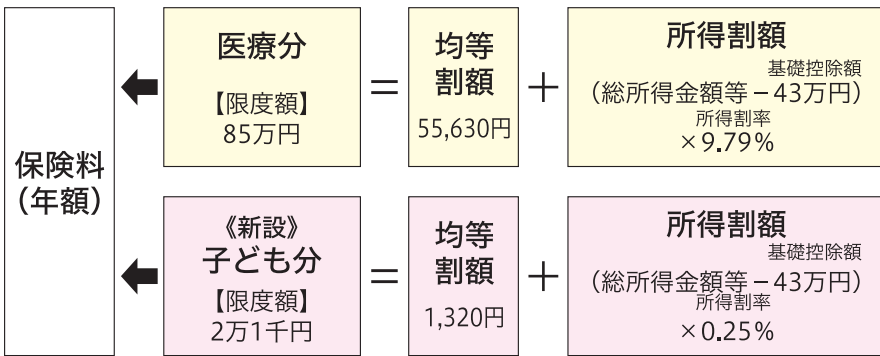 保険料
（年額）
医療分
【限度額】
85万円
＝
均等
割額
55,630円
＋
所得割額
基礎控除額
（総所得金額等－43万円）
所得割率
×9.79%
《新設》
子ども分
【限度額】
2万1千円
＝
均等
割額
1,320円
＋
所得割額
基礎控除額
（総所得金額等－43万円）
所得割率
×0.25%